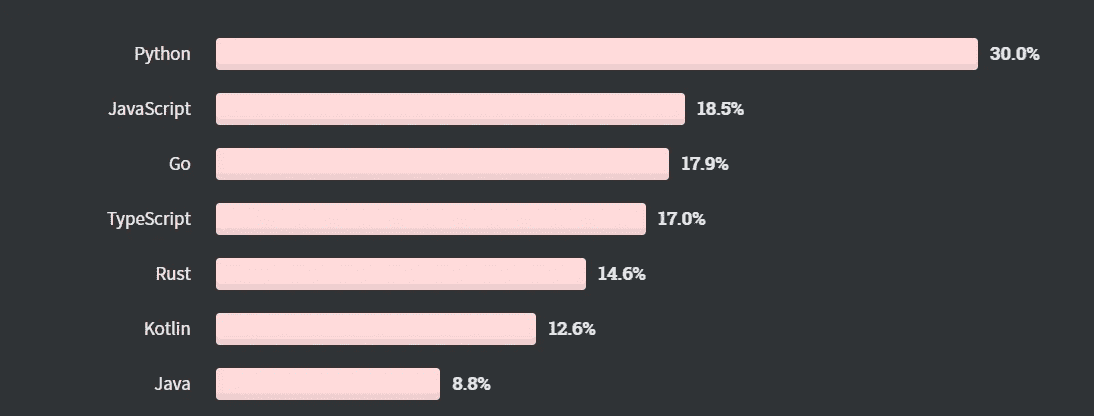 Python 30.0%
JavaScript 18.5%
Go 17.9%
TypeScript 17.0%
Rust 14.6%
Kotlin 12.6%
Java 8.8%